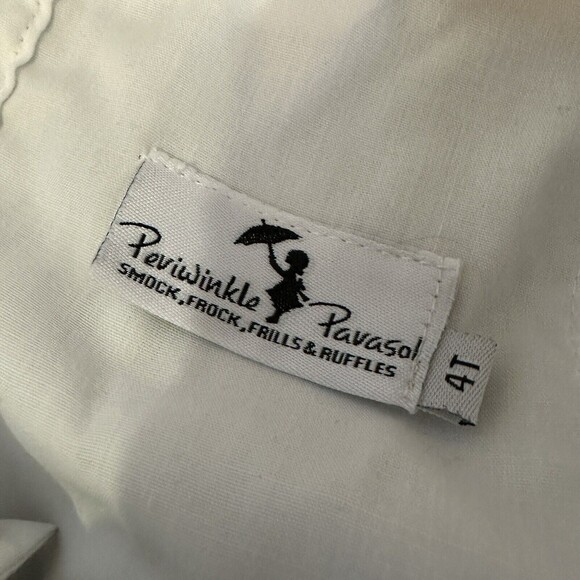 Periwinkle Parasol
SMOCK, FROCK, FRILLS & RUFFLES
4T